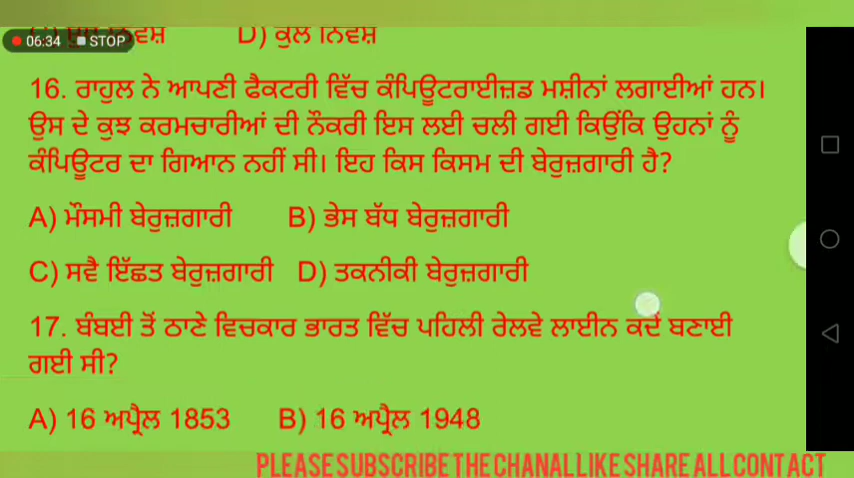 D) ਕੁੱਲ ਨਿਵੇਸ਼
06:34 STOP
16. ਰਾਹੁਲ ਨੇ ਆਪਣੀ ਫੈਕਟਰੀ ਵਿੱਚ ਕੰਪਿਊਟਰਾਈਜ਼ਡ ਮਸ਼ੀਨਾਂ ਲਗਾਈਆਂ ਹਨ।
ਉਸ ਦੇ ਕੁਝ ਕਰਮਚਾਰੀਆਂ ਦੀ ਨੌਕਰੀ ਇਸ ਲਈ ਚਲੀ ਗਈ ਕਿਉਂਕਿ ਉਹਨਾਂ ਨੂੰ
ਕੰਪਿਊਟਰ ਦਾ ਗਿਆਨ ਨਹੀਂ ਸੀ। ਇਹ ਕਿਸ ਕਿਸਮ ਦੀ ਬੇਰੁਜ਼ਗਾਰੀ ਹੈ?
A) ਮੌਸਮੀ ਬੇਰੁਜ਼ਗਾਰੀ B) ਭੇਸ ਬੱਧ ਬੇਰੁਜ਼ਗਾਰੀ
C) ਸਵੈ ਇੱਛਤ ਬੇਰੁਜ਼ਗਾਰੀ D) ਤਕਨੀਕੀ ਬੇਰੁਜ਼ਗਾਰੀ
17. ਬੰਬਈ ਤੋਂ ਠਾਣੇ ਵਿਚਕਾਰ ਭਾਰਤ ਵਿੱਚ ਪਹਿਲੀ ਰੇਲਵੇ ਲਾਈਨ ਕਦੋਂ ਬਣਾਈ
ਗਈ ਸੀ?
A) 16 ਅਪ੍ਰੈਲ 1853 B) 16 ਅਪ੍ਰੈਲ 1948
PLEASE SUBSCRIBE THE CHANAL LIKE SHARE ALL CONTACT